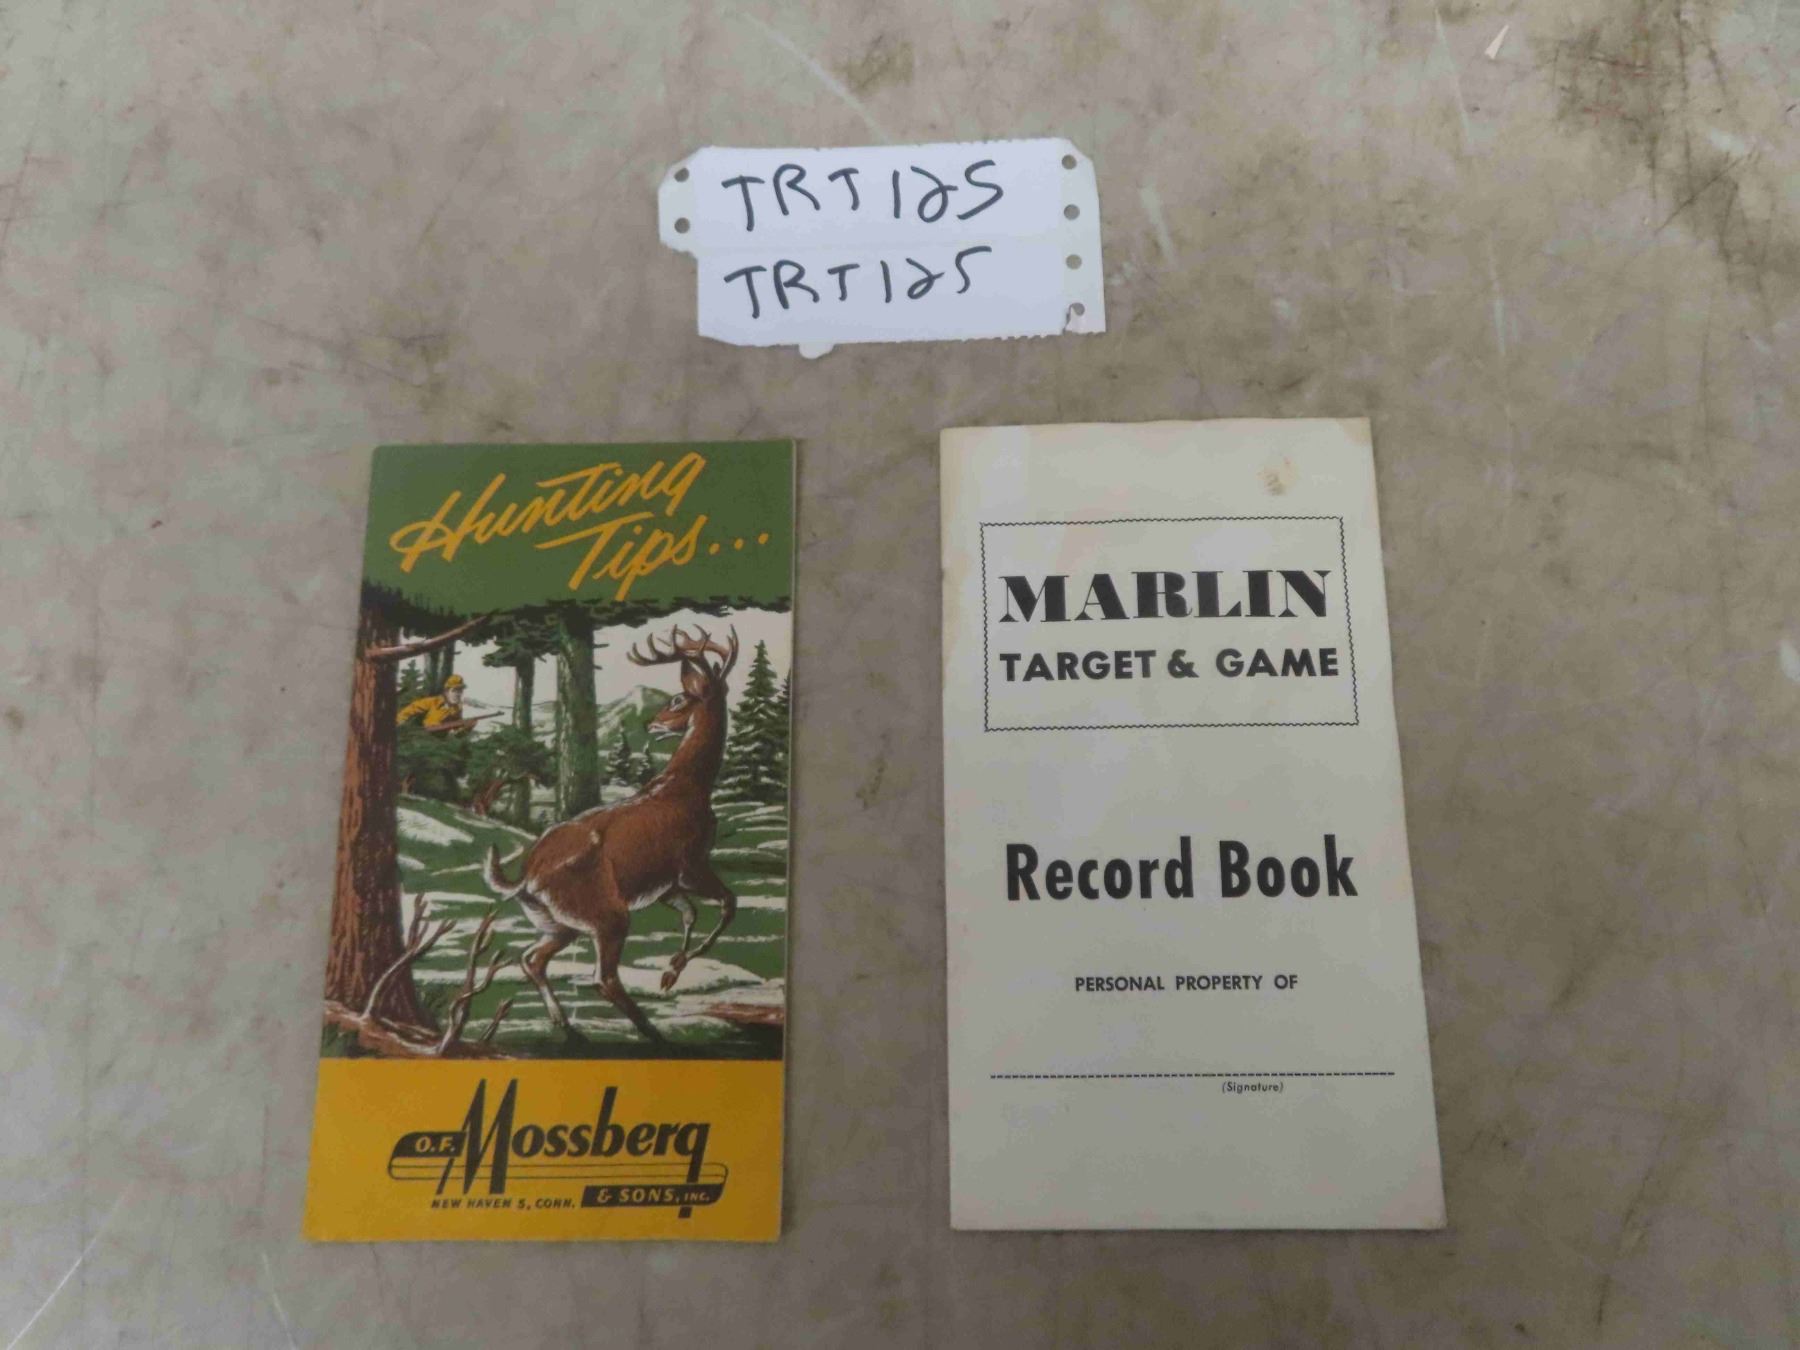 TRT125
TRT125
Hunting
Tips...
O.F. Mossberg
& SONS, INC.
NEW HAVEN 5, CONN.
MARLIN
TARGET & GAME
Record Book
PERSONAL PROPERTY OF
(Signature)